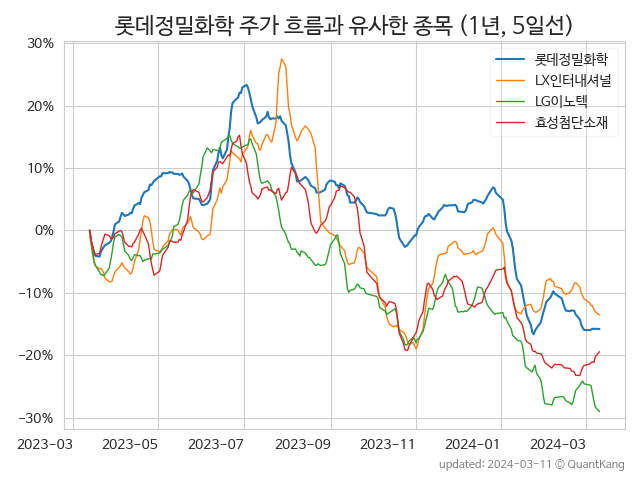 롯데정밀화학 주가 흐름과 유사한 종목 (1년, 5일선)
롯데정밀화학
LX인터내셔널
LG이노텍
효성첨단소재
30%
20%
10%
0%
−10%
−20%
−30%
2023-03 2023-05 2023-07 2023-09 2023-11 2024-01 2024-03
updated: 2024-03-11 © QuantKang